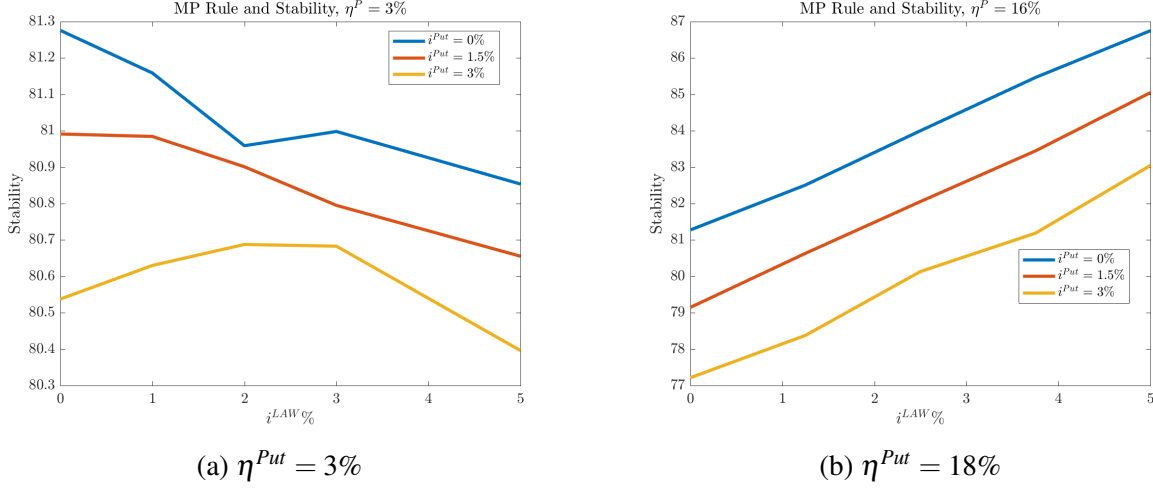 MP Rule and Stability, η^P = 3%
81.3
81.2
81.1
81
80.9
80.8
80.7
80.6
80.5
80.4
80.3
Stability
i^Put = 0%
i^Put = 1.5%
i^Put = 3%
0 1 2 3 4 5
i^LAW%
(a) η^Put = 3%
MP Rule and Stability, η^P = 16%
87
86
85
84
83
82
81
80
79
78
77
Stability
i^Put = 0%
i^Put = 1.5%
i^Put = 3%
0 1 2 3 4 5
i^LAW%
(b) η^Put = 18%